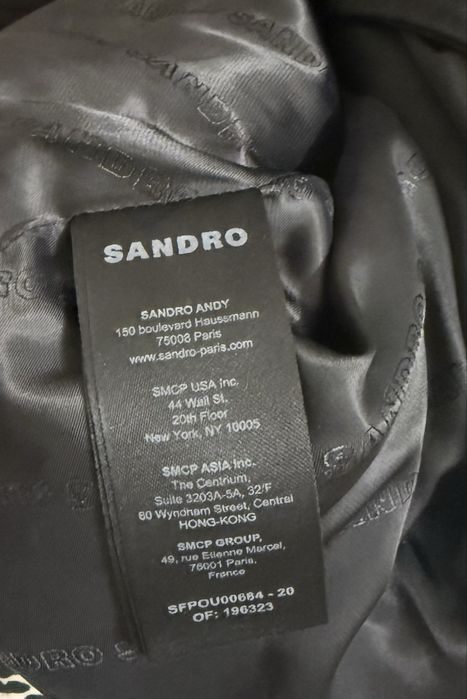 SANDRO
SANDRO ANDY
150 boulevard Haussmann
75008 Paris
www.sandro-paris.com
SMCP USA Inc.
44 Wall St.
20th Floor
New York, NY 10005
SMCP ASIA Inc.
The Centrium,
Suite 3203A-5A, 32/F
60 Wyndham Street, Central
HONG-KONG
SMCP GROUP,
49, rue Etienne Marcel,
75001 Paris,
France
SFPOU00684 - 20
OF: 196323